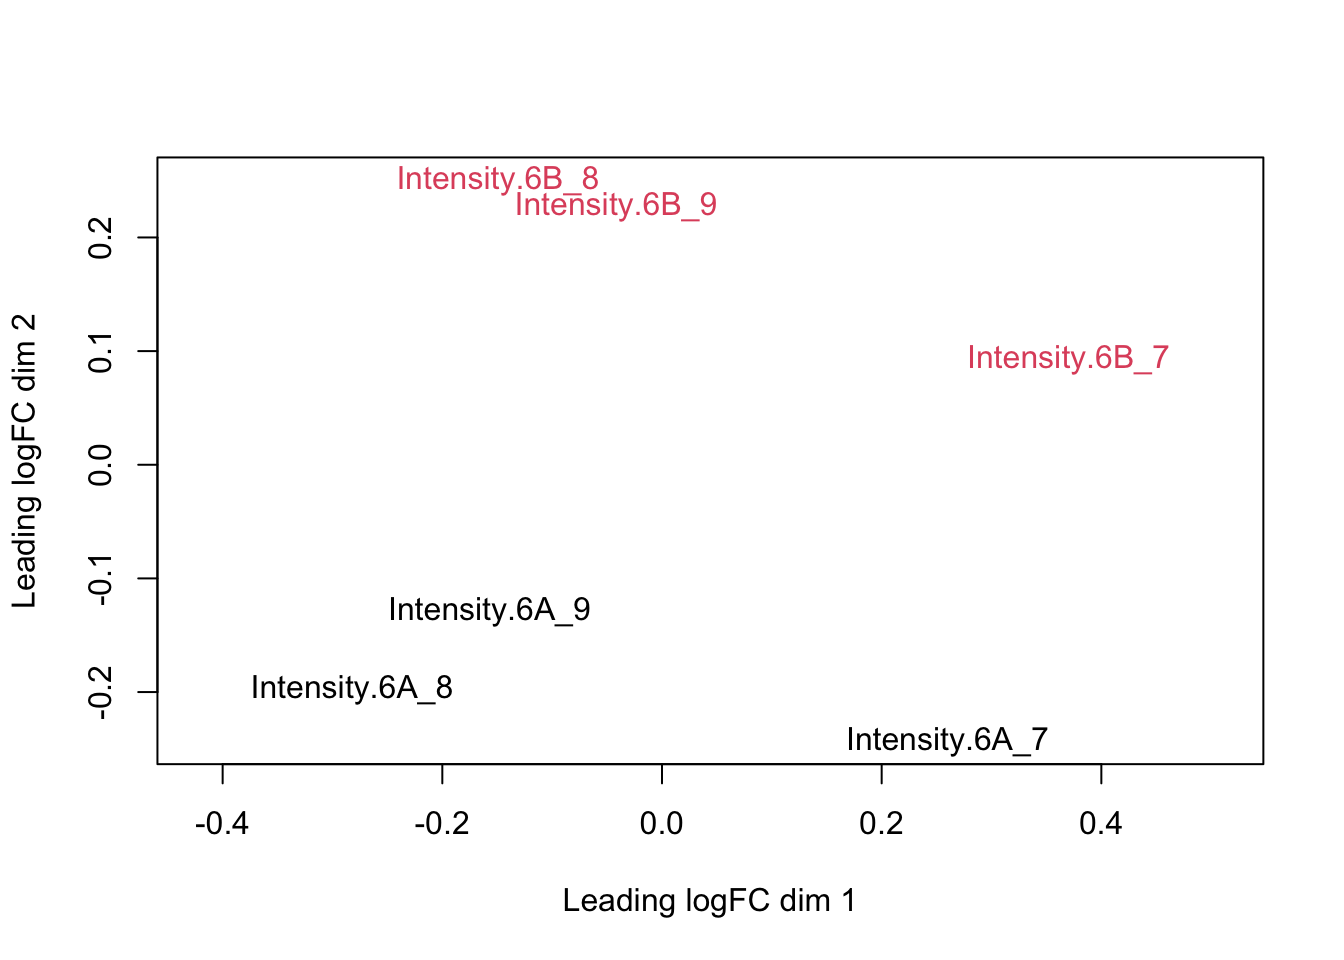 Intensity.6B_8
Intensity.6B_9
Intensity.6B_7
Intensity.6A_9
Intensity.6A_8
Intensity.6A_7
Leading logFC dim 2
0.2
0.1
0.0
-0.1
-0.2
-0.4 -0.2 0.0 0.2 0.4
Leading logFC dim 1